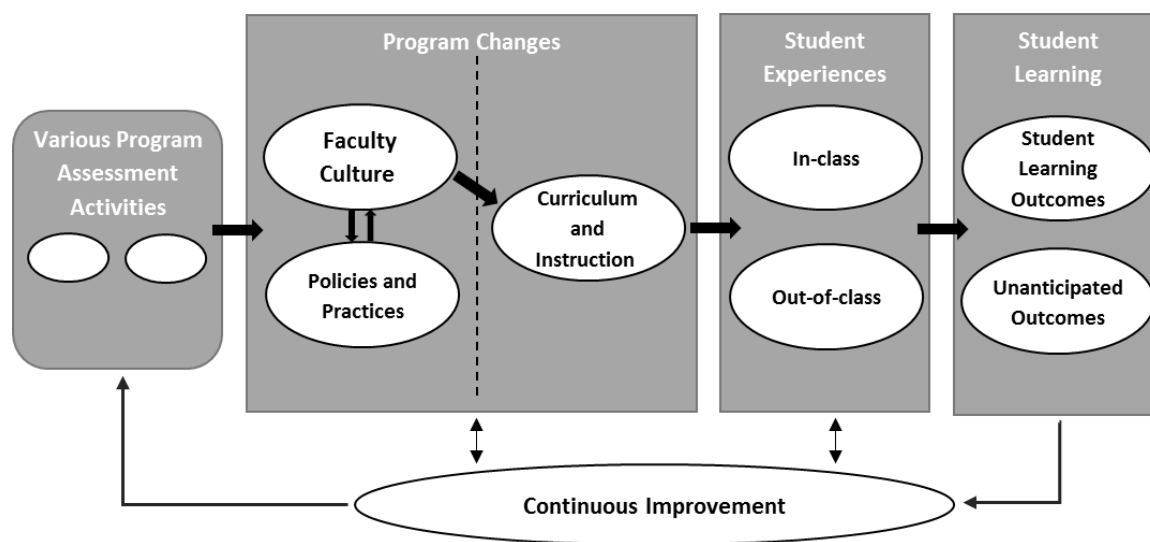 Various Program
Assessment
Activities
Program Changes
Faculty
Culture
Policies and
Practices
Curriculum
and
Instruction
Student
Experiences
In-class
Out-of-class
Student
Learning
Student
Learning
Outcomes
Unanticipated
Outcomes
Continuous Improvement